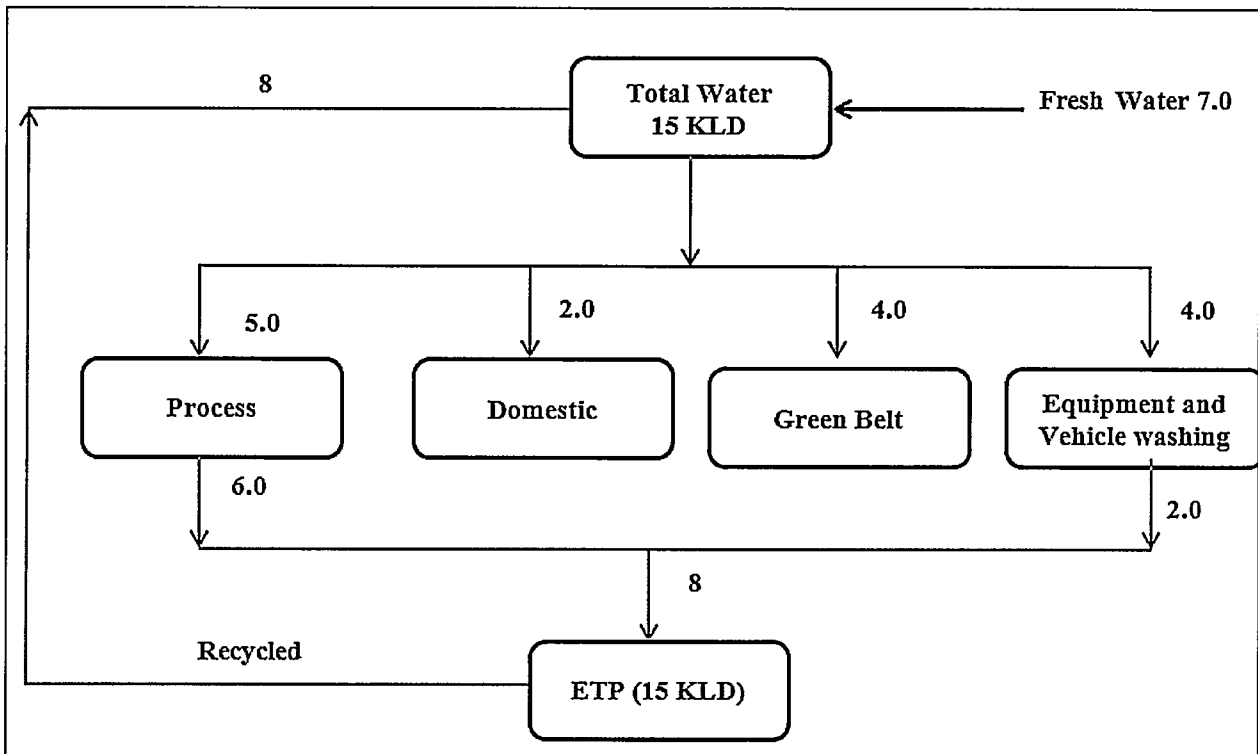 8
Total Water
15 KLD
Fresh Water 7.0
5.0
2.0
4.0
4.0
Process
Domestic
Green Belt
Equipment and
Vehicle washing
6.0
2.0
8
Recycled
ETP (15 KLD)